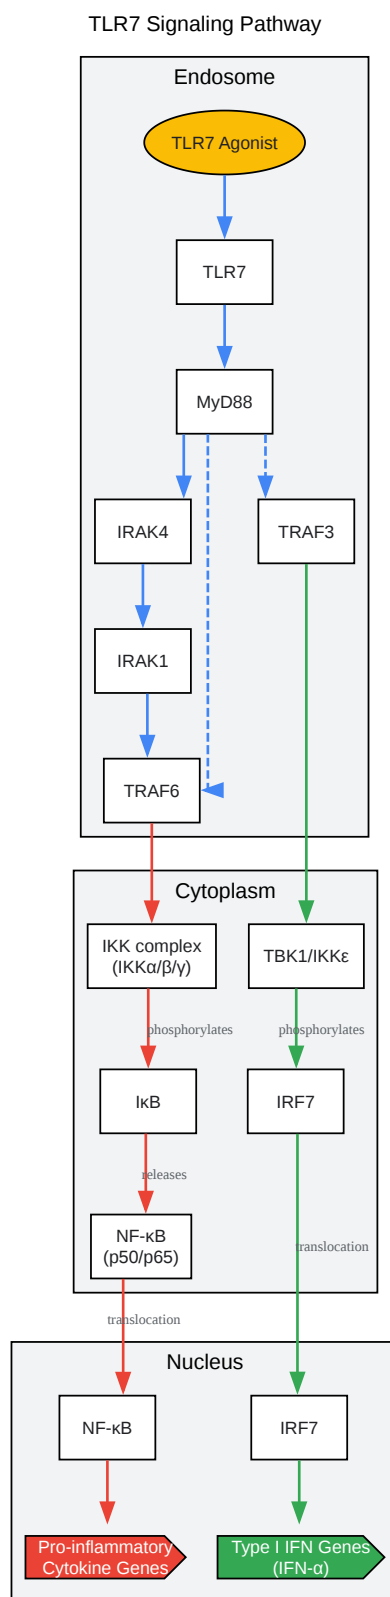 TLR7 Signaling Pathway
Endosome
TLR7 Agonist
TLR7
MyD88
IRAK4
TRAF3
IRAK1
TRAF6
Cytoplasm
IKK complex
(IKKα/β/γ)
TBK1/IKKε
phosphorylates
phosphorylates
IκB
IRF7
releases
NF-κB
(p50/p65)
translocation
translocation
Nucleus
NF-κB
IRF7
Pro-inflammatory
Cytokine Genes
Type I IFN Genes
(IFN-α)